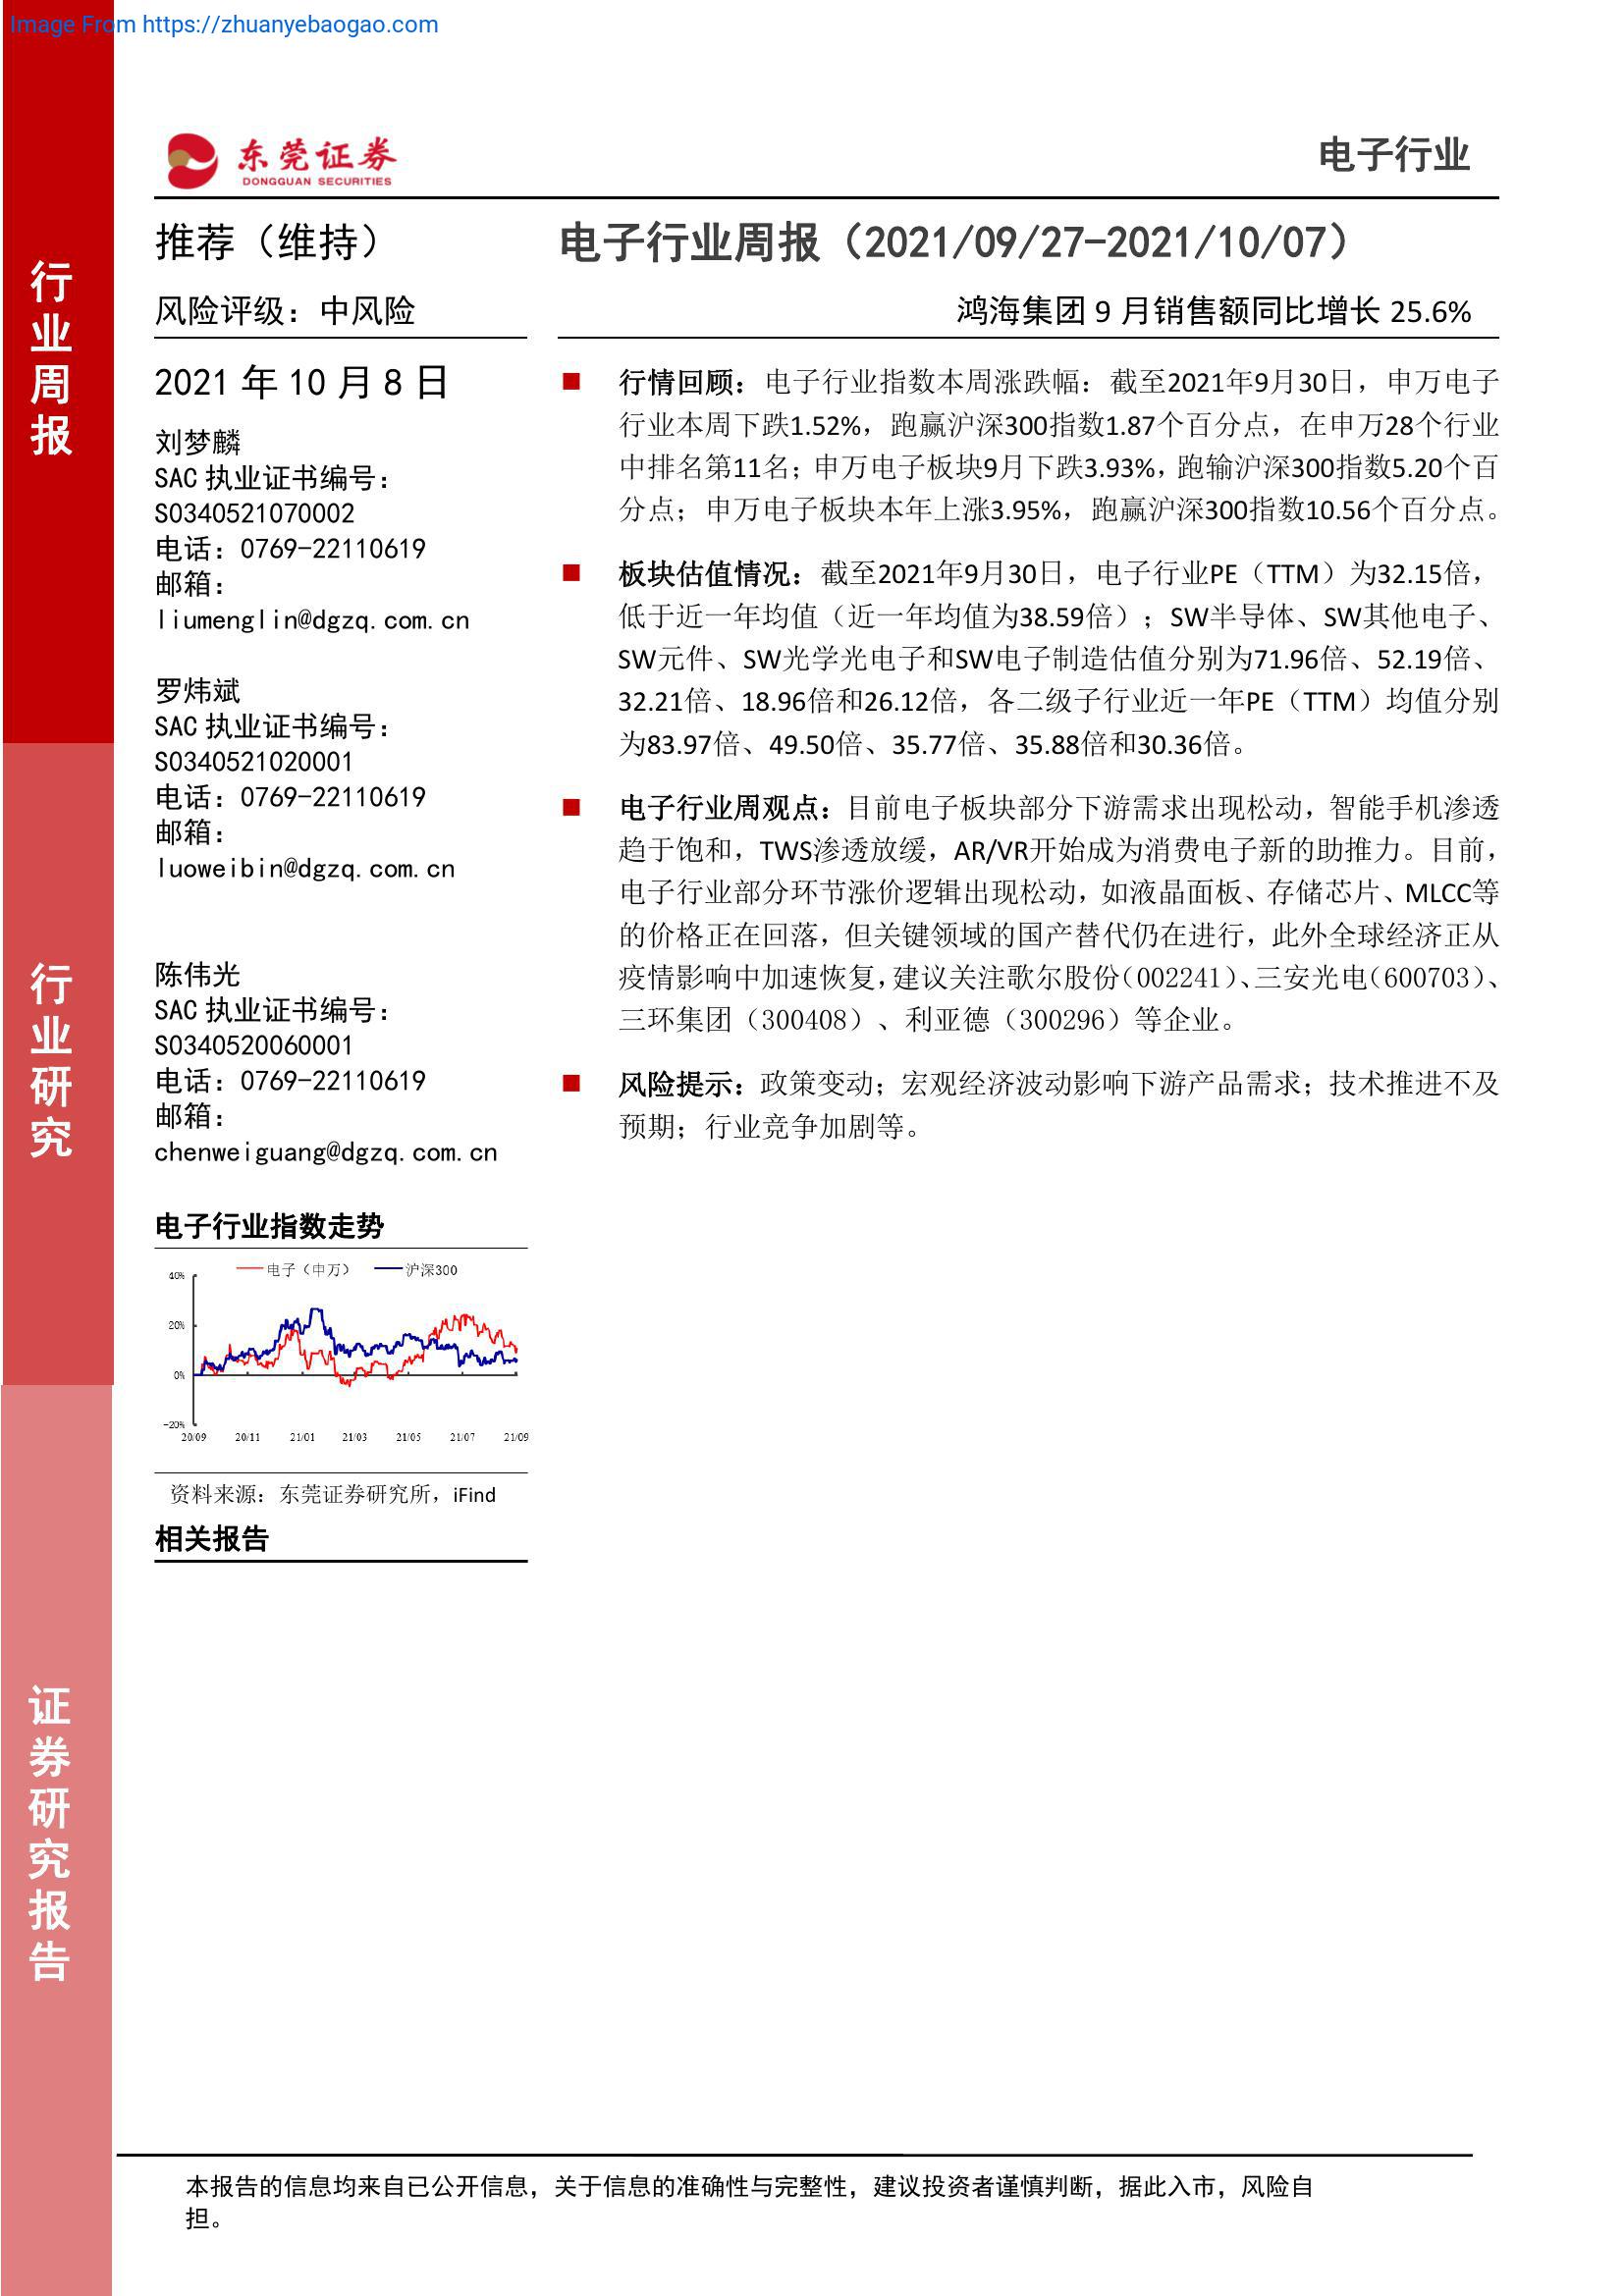 Image From https://zhuanyebaogao.com
东莞证券
DONGGUAN SECURITIES
电子行业
行业周报
行业研究
证券研究报告
推荐（维持）
风险评级：中风险
2021 年 10 月 8 日
刘梦麟
SAC 执业证书编号：
S0340521070002
电话：0769-22110619
邮箱：
liumenglin@dgzq.com.cn
罗炜斌
SAC 执业证书编号：
S0340521020001
电话：0769-22110619
邮箱：
luoweibin@dgzq.com.cn
陈伟光
SAC 执业证书编号：
S0340520060001
电话：0769-22110619
邮箱：
chenweiguang@dgzq.com.cn
电子行业指数走势
电子（申万） 沪深300
40%
20%
0%
-20%
20/09 20/11 21/01 21/03 21/05 21/07 21/09
资料来源：东莞证券研究所，iFind
相关报告
电子行业周报（2021/09/27-2021/10/07）
鸿海集团 9 月销售额同比增长 25.6%
■ 行情回顾：电子行业指数本周涨跌幅：截至2021年9月30日，申万电子
行业本周下跌1.52%，跑赢沪深300指数1.87个百分点，在申万28个行业
中排名第11名；申万电子板块9月下跌3.93%，跑输沪深300指数5.20个百
分点；申万电子板块本年上涨3.95%，跑赢沪深300指数10.56个百分点。
■ 板块估值情况：截至2021年9月30日，电子行业PE（TTM）为32.15倍，
低于近一年均值（近一年均值为38.59倍）；SW半导体、SW其他电子、
SW元件、SW光学光电子和SW电子制造估值分别为71.96倍、52.19倍、
32.21倍、18.96倍和26.12倍，各二级子行业近一年PE（TTM）均值分别
为83.97倍、49.50倍、35.77倍、35.88倍和30.36倍。
■ 电子行业周观点：目前电子板块部分下游需求出现松动，智能手机渗透
趋于饱和，TWS渗透放缓，AR/VR开始成为消费电子新的助推力。目前，
电子行业部分环节涨价逻辑出现松动，如液晶面板、存储芯片、MLCC等
的价格正在回落，但关键领域的国产替代仍在进行，此外全球经济正从
疫情影响中加速恢复，建议关注歌尔股份（002241）、三安光电（600703）、
三环集团（300408）、利亚德（300296）等企业。
■ 风险提示：政策变动；宏观经济波动影响下游产品需求；技术推进不及
预期；行业竞争加剧等。
本报告的信息均来自已公开信息，关于信息的准确性与完整性，建议投资者谨慎判断，据此入市，风险自
担。